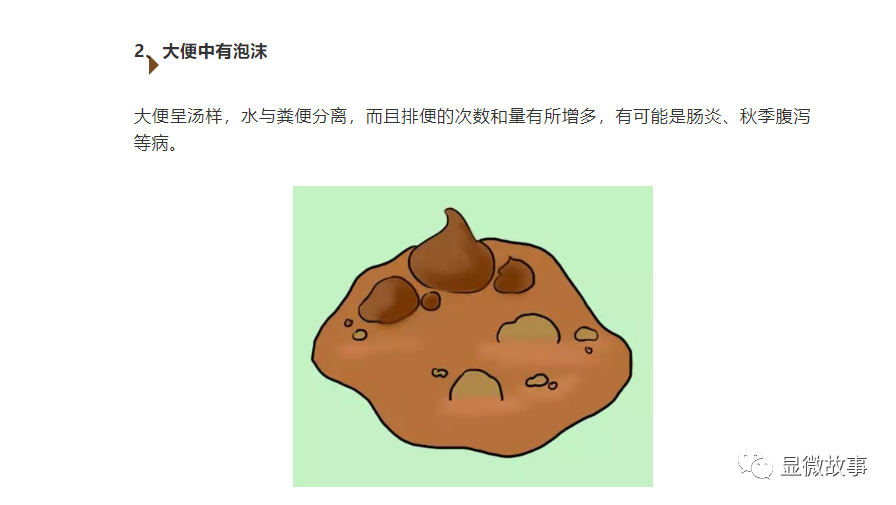 2、大便中有泡沫
大便呈汤样，水与粪便分离，而且排便的次数和量有所增多，有可能是肠炎、秋季腹泻
等病。
显微故事